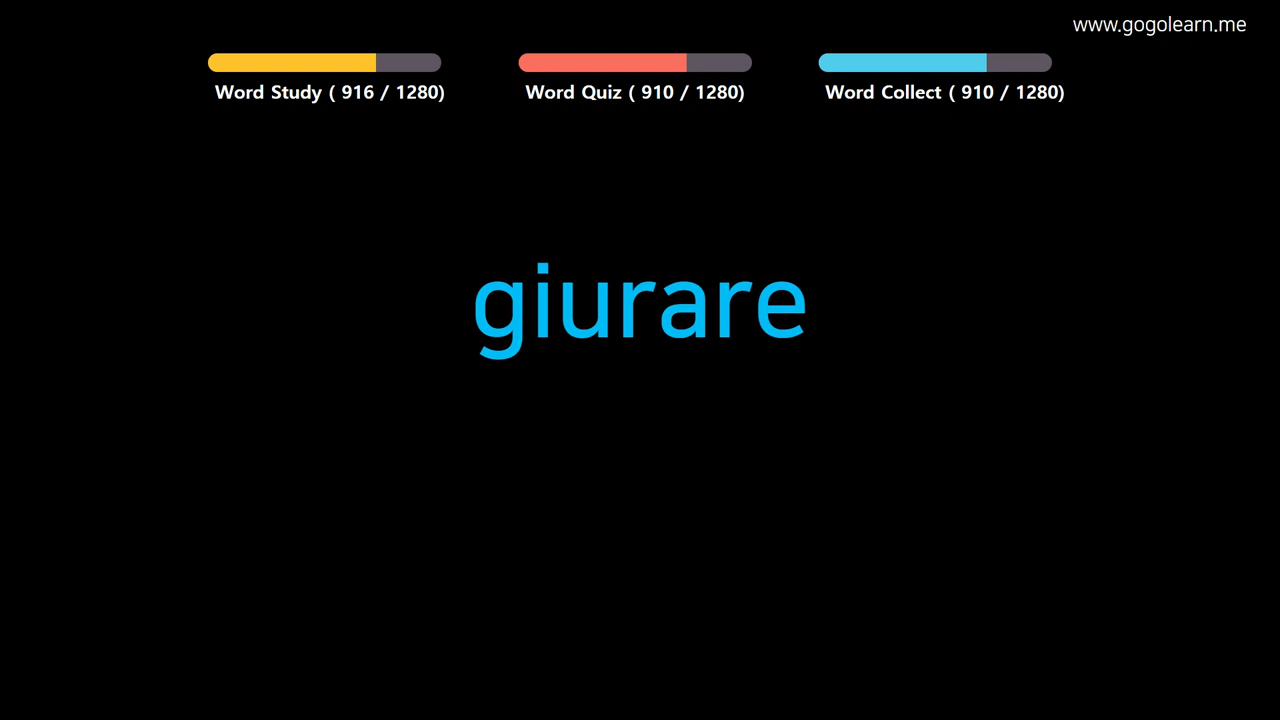 www.gogolearn.me
Word Study ( 916 / 1280)
Word Quiz ( 910 / 1280)
Word Collect ( 910 / 1280)
giurare